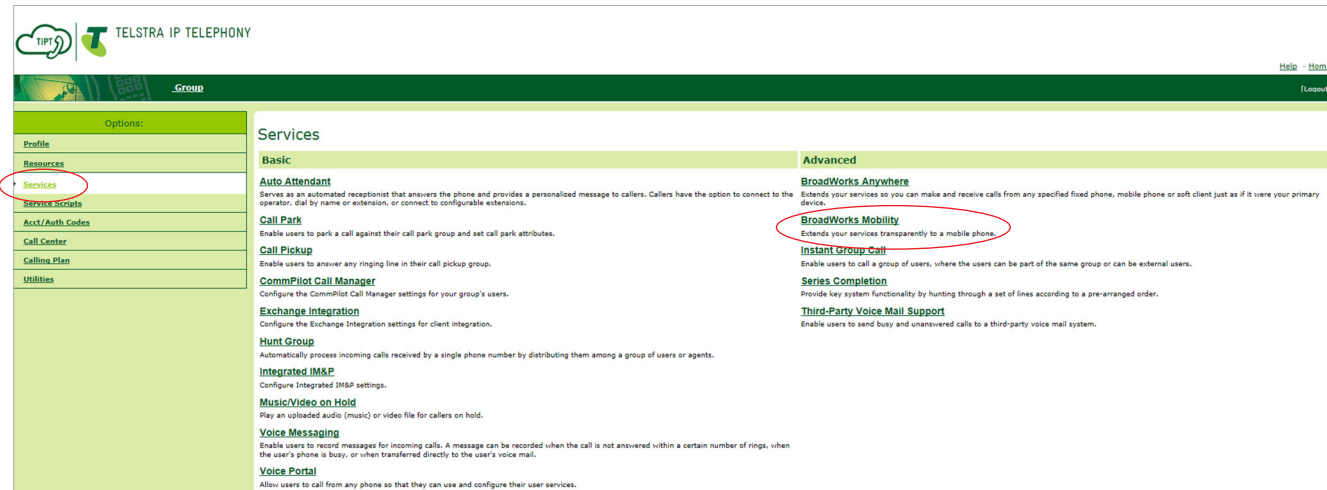 TIPT
TELSTRA IP TELEPHONY
Help - Hom
Group
[Logout
Options:
Profile
Resources
Services
Service Scripts
Acct/Auth Codes
Call Center
Calling Plan
Utilities
Services
Basic
Auto Attendant
Serves as an automated receptionist that answers the phone and provides a personalized message to callers. Callers have the option to connect to the
operator, dial by name or extension, or connect to configurable extensions.
Call Park
Enable users to park a call against their call park group and set call park attributes.
Call Pickup
Enable users to answer any ringing line in their call pickup group.
CommPilot Call Manager
Configure the CommPilot Call Manager settings for your group's users.
Exchange Integration
Configure the Exchange Integration settings for client integration.
Hunt Group
Automatically process incoming calls received by a single phone number by distributing them among a group of users or agents.
Integrated IM&P
Configure Integrated IM&P settings.
Music/Video on Hold
Play an uploaded audio (music) or video file for callers on hold.
Voice Messaging
Enable users to record messages for incoming calls. A message can be recorded when the call is not answered within a certain number of rings, when
the user's phone is busy, or when transferred directly to the user's voice mail.
Voice Portal
Allow users to call from any phone so that they can use and configure their user services.
Advanced
BroadWorks Anywhere
Extends your services so you can make and receive calls from any specified fixed phone, mobile phone or soft client just as if it were your primary
device.
BroadWorks Mobility
Extends your services transparently to a mobile phone.
Instant Group Call
Enable users to call a group of users, where the users can be part of the same group or can be external users.
Series Completion
Provide key system functionality by hunting through a set of lines according to a pre-arranged order.
Third-Party Voice Mail Support
Enable users to send busy and unanswered calls to a third-party voice mail system.